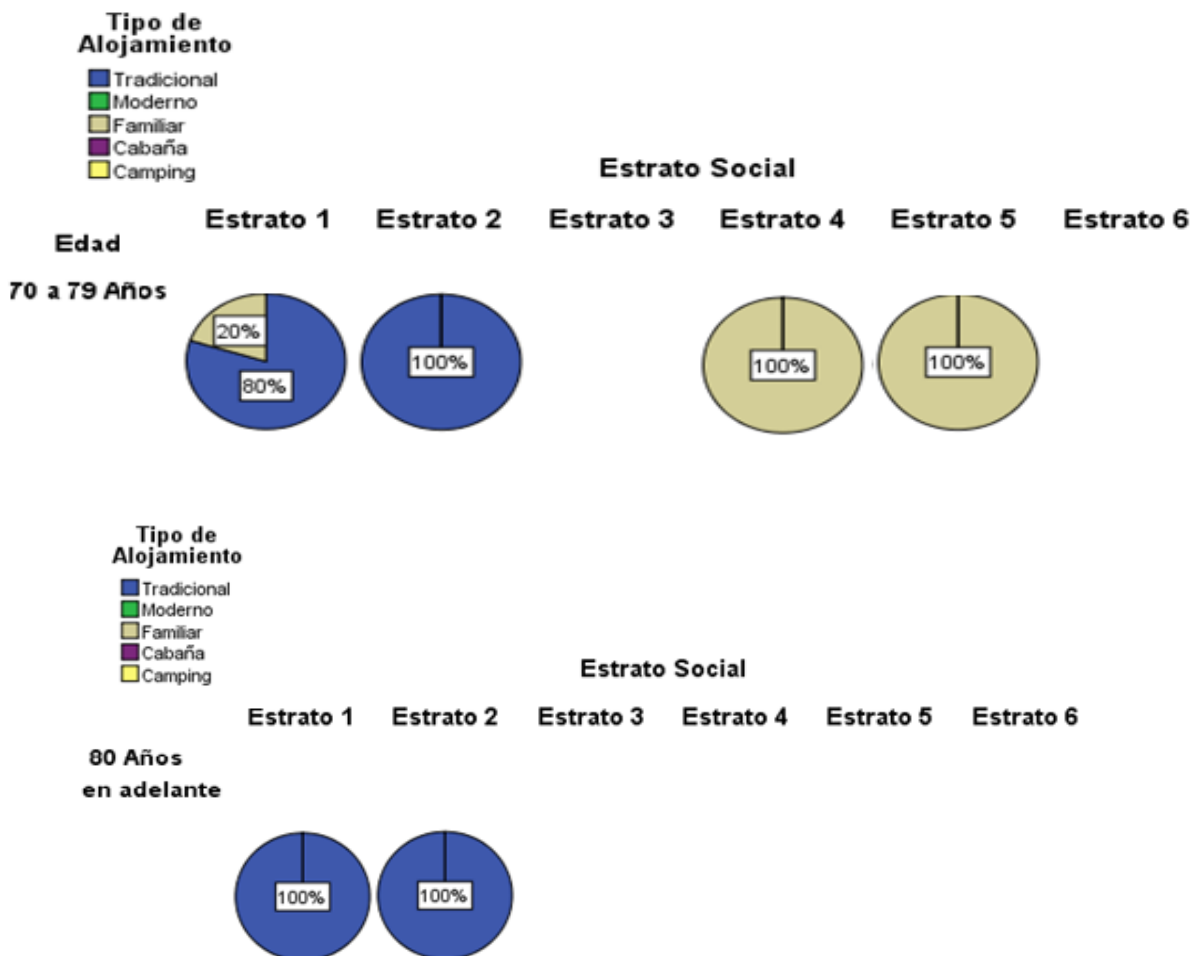 Tipo de
Alojamiento
Tradicional
Moderno
Familiar
Cabaña
Camping
Estrato Social
Estrato 1 Estrato 2 Estrato 3 Estrato 4 Estrato 5 Estrato 6
Edad
70 a 79 Años
20%
80%
100%
100%
100%
Tipo de
Alojamiento
Tradicional
Moderno
Familiar
Cabaña
Camping
Estrato Social
Estrato 1 Estrato 2 Estrato 3 Estrato 4 Estrato 5 Estrato 6
80 Años
en adelante
100%
100%